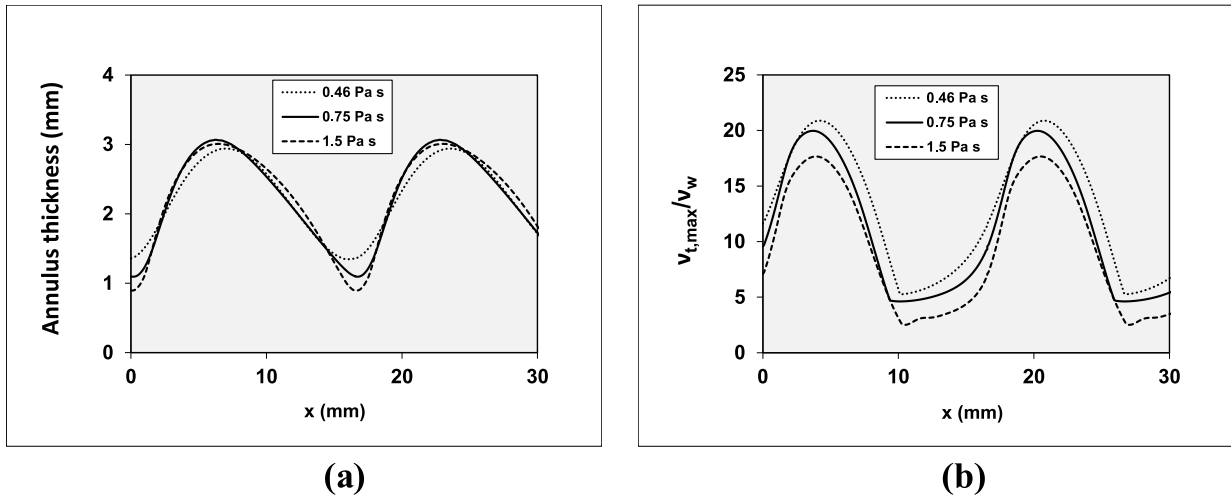 Annulus thickness (mm)
4
3
2
1
0
0.46 Pa s
0.75 Pa s
1.5 Pa s
0 10 20 30
x (mm)
(a)
νt,max/νw
25
20
15
10
5
0
0.46 Pa s
0.75 Pa s
1.5 Pa s
0 10 20 30
x (mm)
(b)